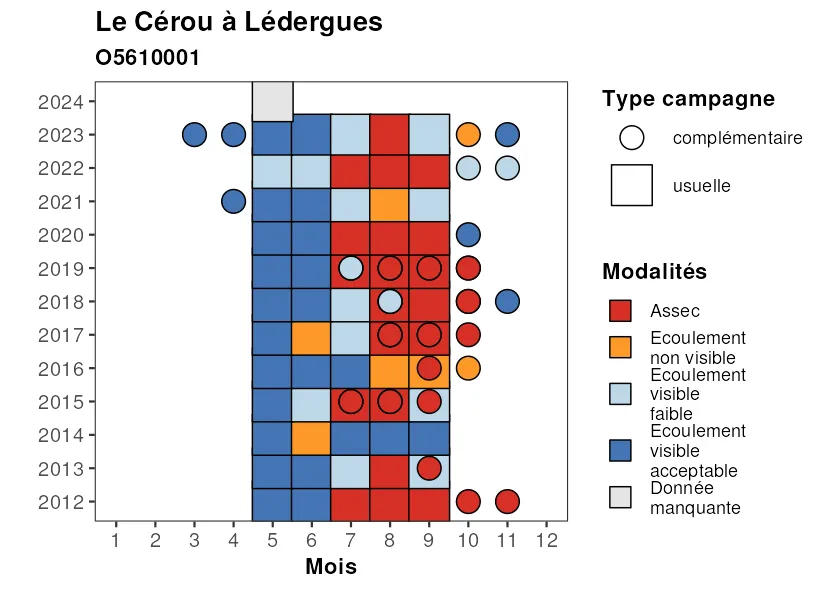 Le Cérou à Lédergues
O5610001
2024
2023
2022
2021
2020
2019
2018
2017
2016
2015
2014
2013
2012
1 2 3 4 5 6 7 8 9 10 11 12
Mois
Type campagne
complémentaire
usuelle
Modalités
Assec
Ecoulement
non visible
Ecoulement
visible
faible
Ecoulement
visible
acceptable
Donnée
manquante